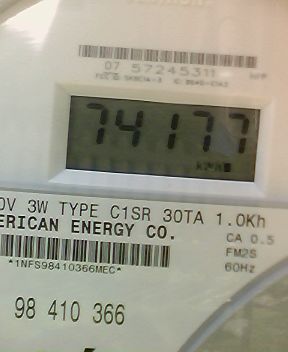 07 57245311
74177
0V 3W TYPE C1SR 30TA 1.0Kh
ERICAN ENERGY CO.
CA 0.5
FM2S
*1NFS98410366MEC*
60Hz
98 410 366